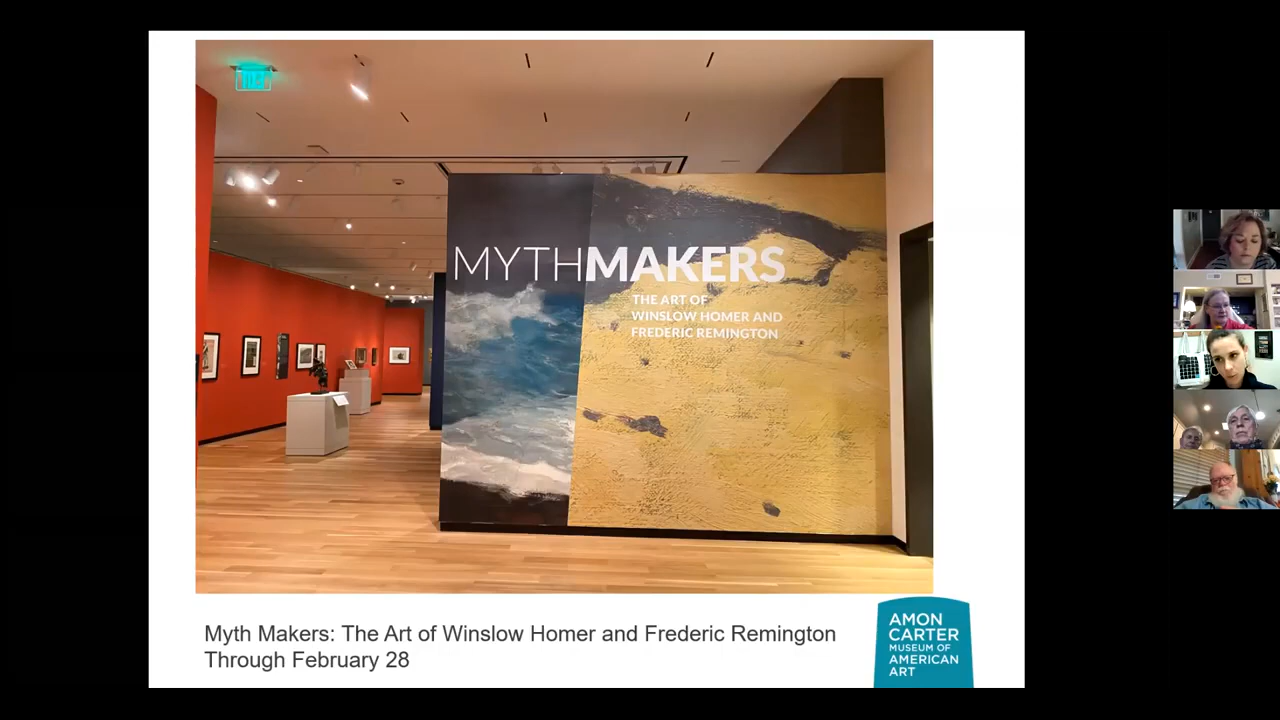 MYTHMAKERS
THE ART OF
WINSLOW HOMER AND
FREDERIC REMINGTON
Myth Makers: The Art of Winslow Homer and Frederic Remington
Through February 28
AMON
CARTER
MUSEUM OF
AMERICAN
ART